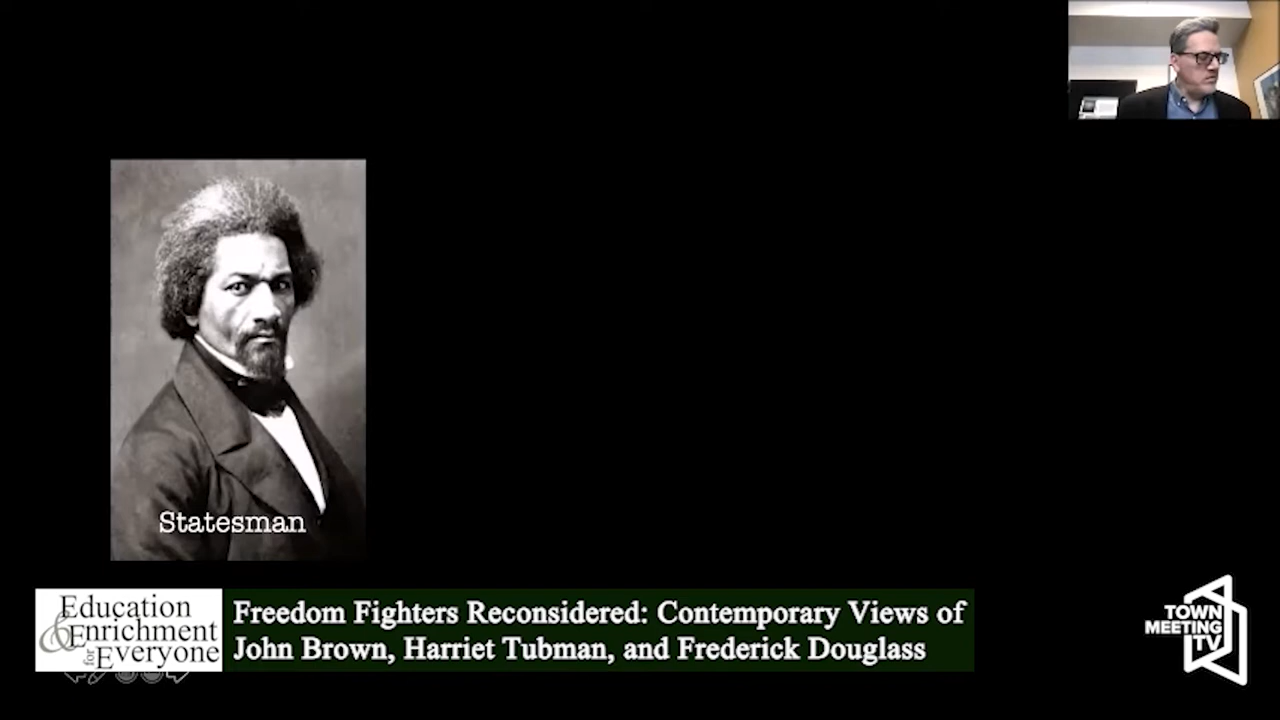 Statesman
Education
& Enrichment
for Everyone
Freedom Fighters Reconsidered: Contemporary Views of
John Brown, Harriet Tubman, and Frederick Douglass
TOWN
MEETING
TV